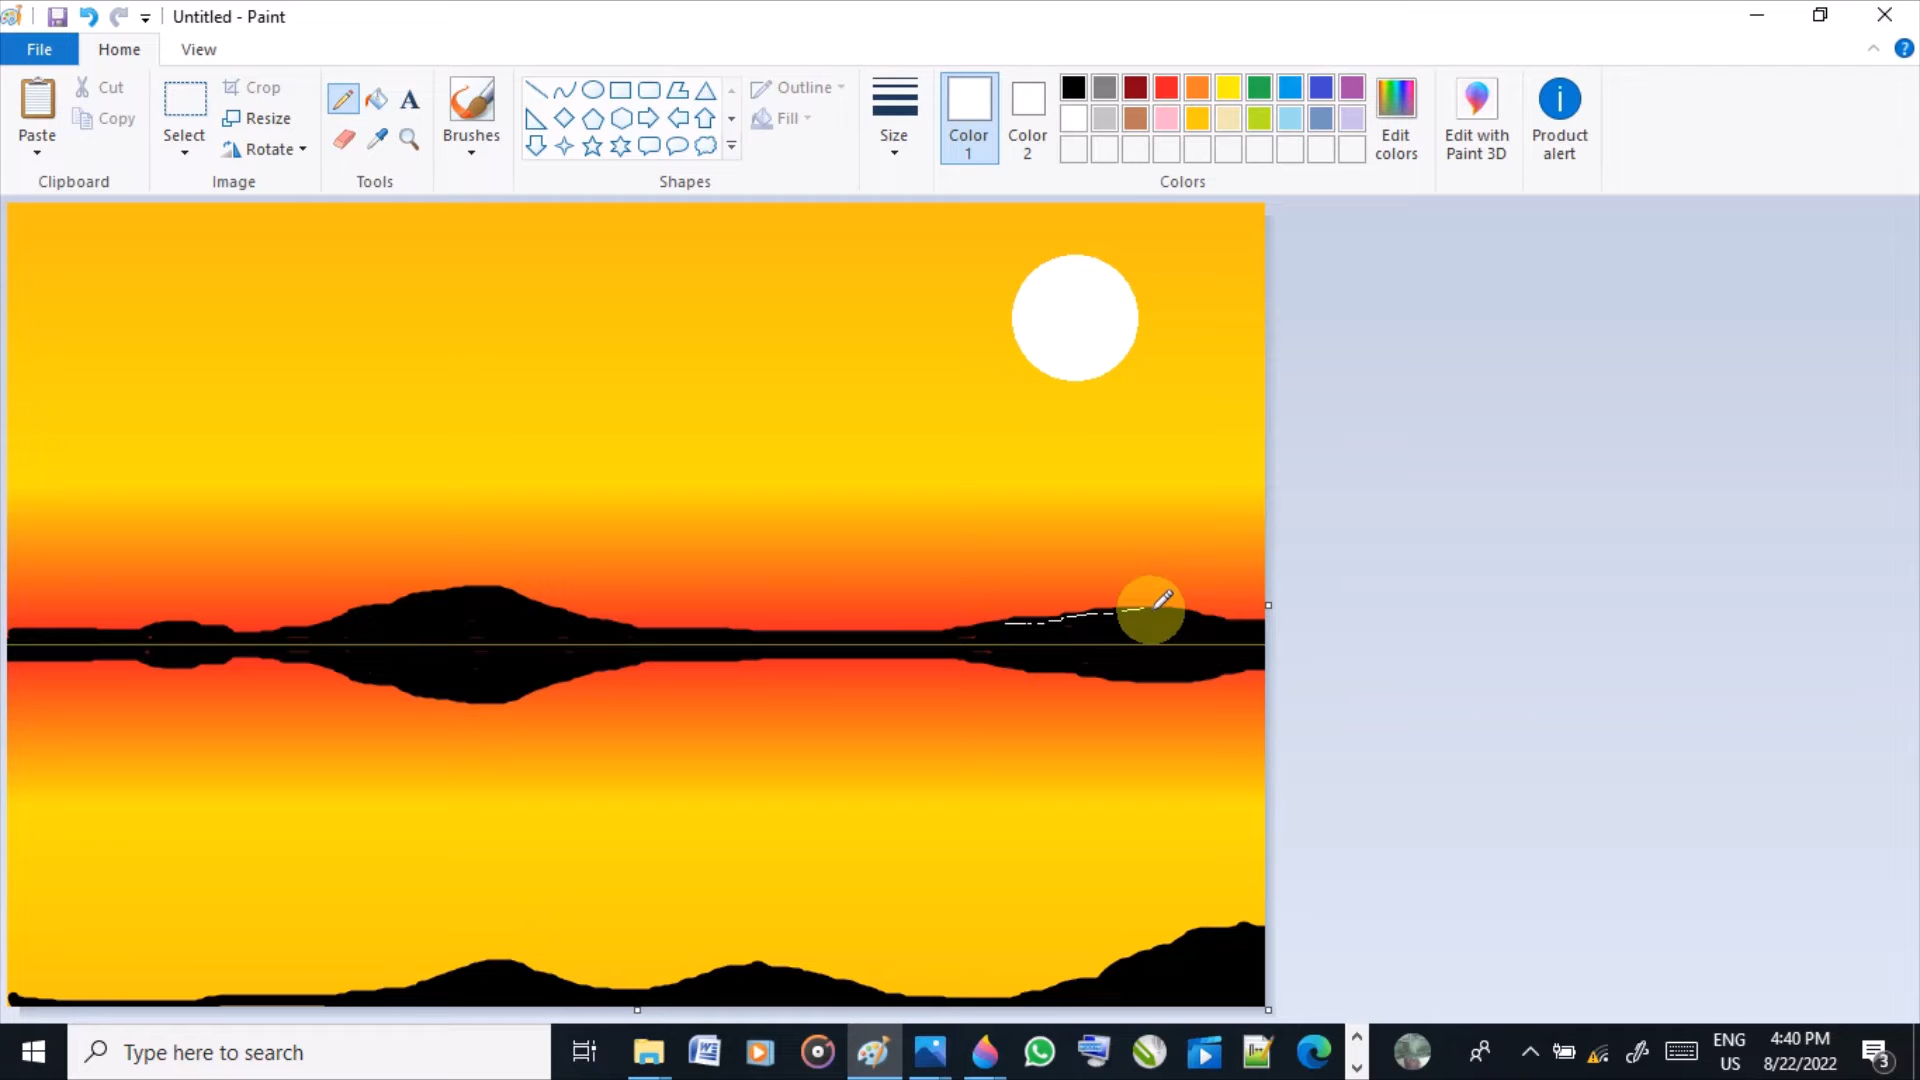 Untitled - Paint
File Home View
Paste
Cut
Copy
Clipboard
Select
Crop
Resize
Rotate
Image
A
Tools
Brushes
Shapes
Outline
Fill
Size
Color 1
Color 2
Colors
Edit colors
Edit with Paint 3D
Product alert
Type here to search
ENG
US
4:40 PM
8/22/2022
3